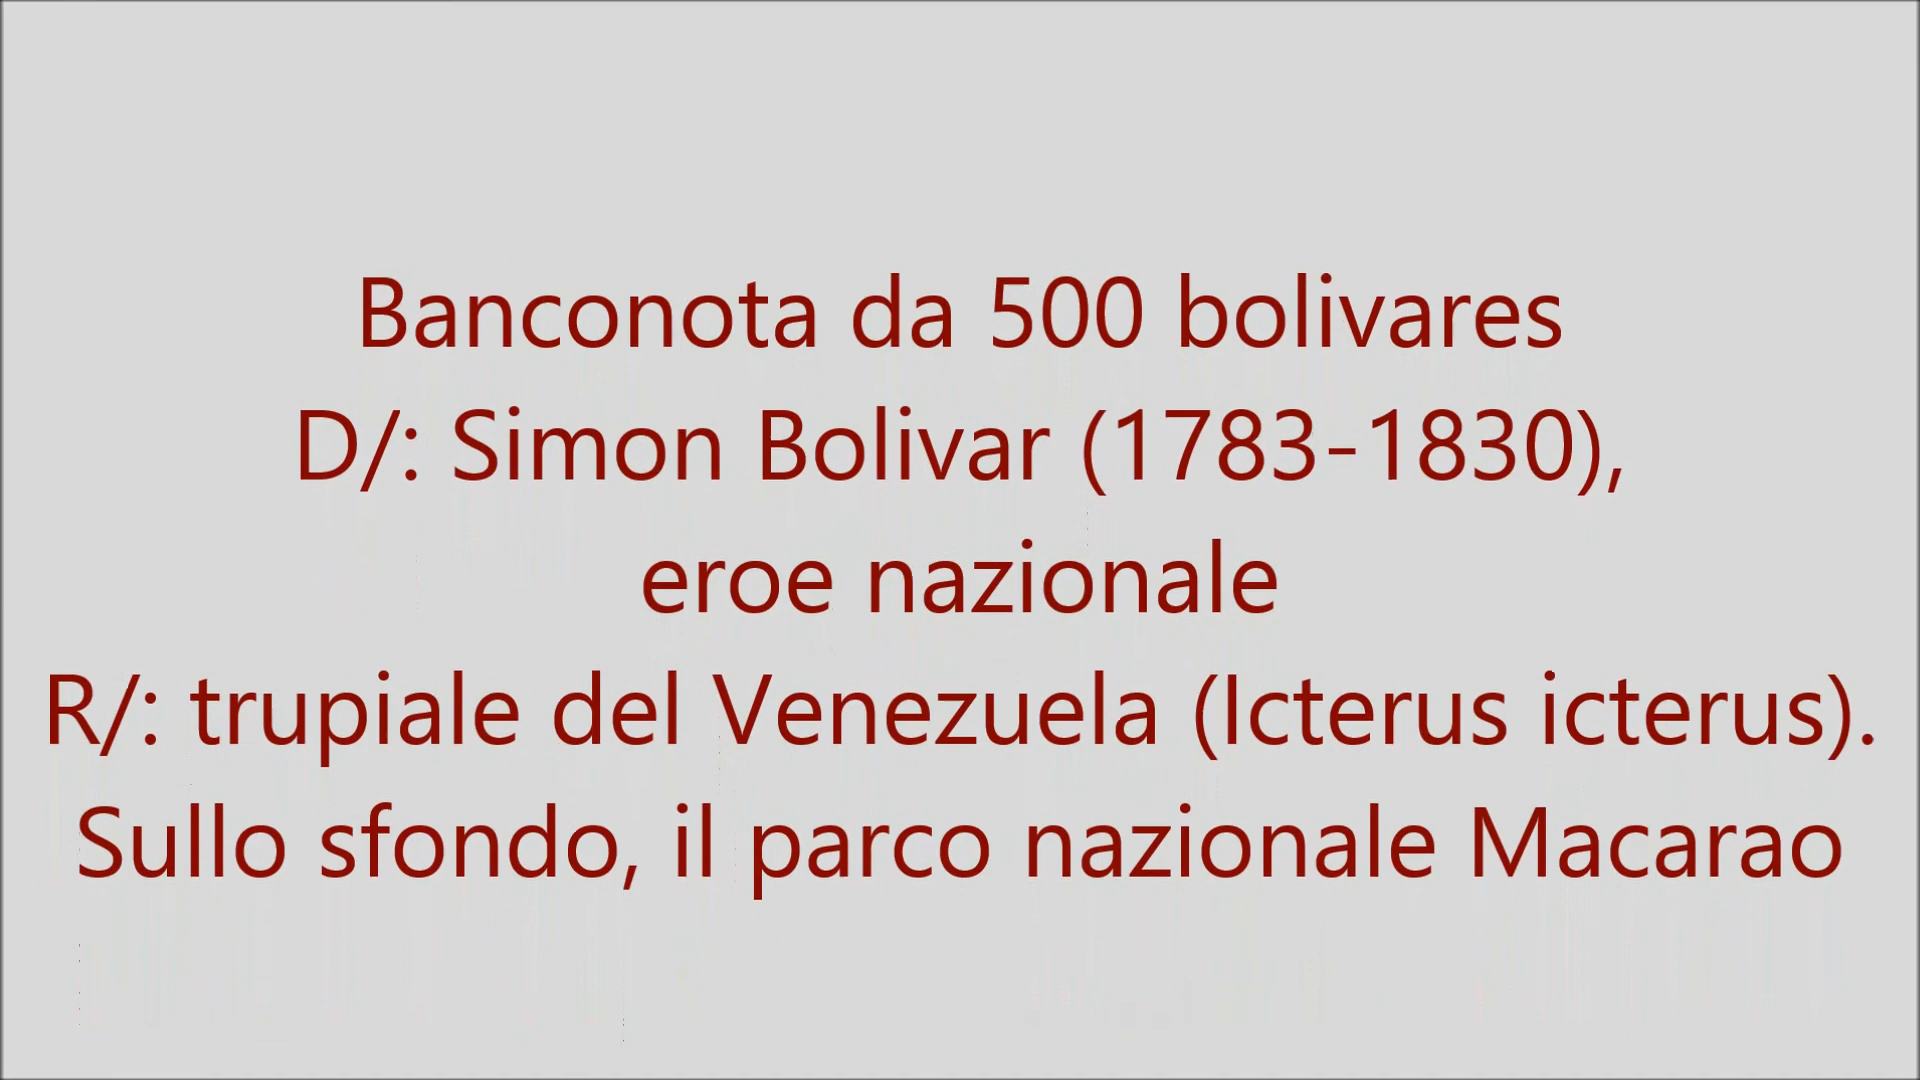 Banconota da 500 bolivares
D/: Simon Bolivar (1783-1830),
eroe nazionale
R/: trupiale del Venezuela (Icterus icterus).
Sullo sfondo, il parco nazionale Macarao